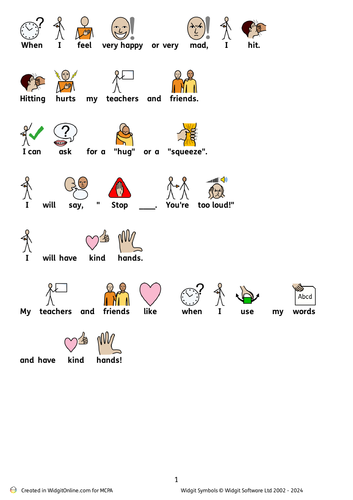 When I feel very happy or very mad, I hit.
Hitting hurts my teachers and friends.
I can ask for a "hug" or a "squeeze".
I will say, " Stop ____. You're too loud!"
I will have kind hands.
Abcd
My teachers and friends like when I use my words
and have kind hands!
1
Created in WidgitOnline.com for MCPA Widgit Symbols © Widgit Software Ltd 2002 - 2024